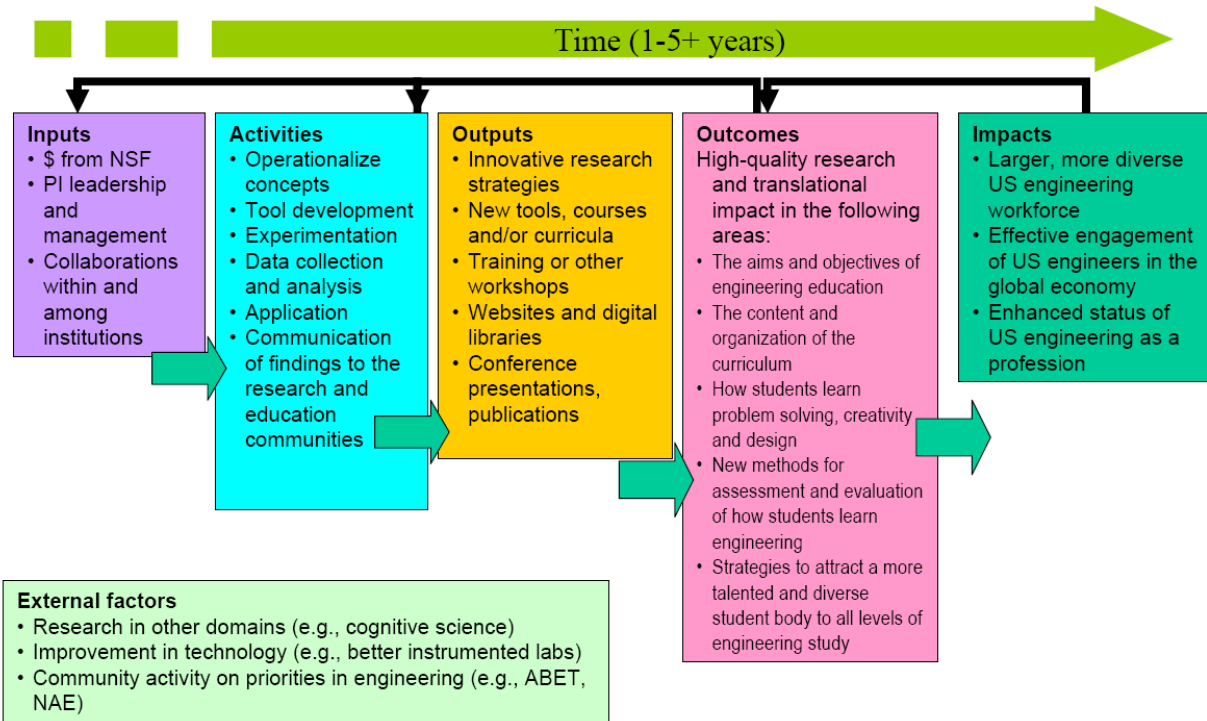 Time (1-5+ years)
Inputs
• $ from NSF
• PI leadership
and
management
• Collaborations
within and
among
institutions
Activities
• Operationalize
concepts
• Tool development
• Experimentation
• Data collection
and analysis
• Application
• Communication
of findings to the
research and
education
communities
Outputs
• Innovative research
strategies
• New tools, courses
and/or curricula
• Training or other
workshops
• Websites and digital
libraries
• Conference
presentations,
publications
Outcomes
High-quality research
and translational
impact in the following
areas:
• The aims and objectives of
engineering education
• The content and
organization of the
curriculum
• How students learn
problem solving, creativity
and design
• New methods for
assessment and evaluation
of how students learn
engineering
• Strategies to attract a more
talented and diverse
student body to all levels of
engineering study
Impacts
• Larger, more diverse
US engineering
workforce
• Effective engagement
of US engineers in the
global economy
• Enhanced status of
US engineering as a
profession
External factors
• Research in other domains (e.g., cognitive science)
• Improvement in technology (e.g., better instrumented labs)
• Community activity on priorities in engineering (e.g., ABET,
NAE)